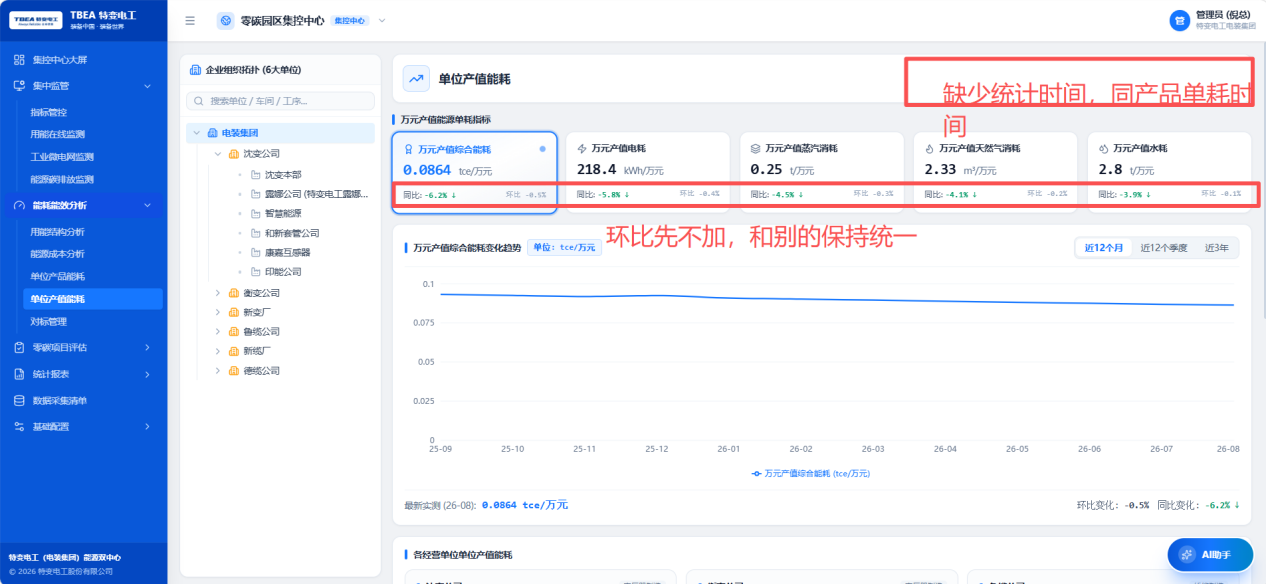 TBEA 特变电工
TBEA 特变电工
装备中国·装备世界
零碳园区集控中心 集控中心
管
管理员 (倪总)
特变电工电装集团
集控中心大屏
集中监管
指标管控
用能在线监测
工业微电网监测
能源碳排放监测
能耗能效分析
用能结构分析
能源成本分析
单位产品能耗
单位产值能耗
对标管理
零碳项目评估
统计报表
数据采集清单
基础配置
特变电工 (电装集团) 能源双中心
© 2026 特变电工股份有限公司
企业组织拓扑 (6大单位)
搜索单位 / 车间 / 工序...
电装集团
沈变公司
沈变本部
露娜公司 (特变电工露娜...
智慧能源
和新套管公司
康嘉互感器
印能公司
衡变公司
新变厂
鲁缆公司
新缆厂
德缆公司
单位产值能耗
缺少统计时间,同产品单耗时
间
万元产值能源单耗指标
万元产值综合能耗
0.0864 tce/万元
同比: -6.2% ↓ 环比 -0.5%
万元产值电耗
218.4 kWh/万元
同比: -5.8% ↓ 环比 -0.4%
万元产值蒸汽消耗
0.25 t/万元
同比: -4.5% ↓ 环比 -0.3%
万元产值天然气消耗
2.33 m³/万元
同比: -4.1% ↓ 环比 -0.2%
万元产值水耗
2.8 t/万元
同比: -3.9% ↓ 环比 -0.1%
环比先不加,和别的保持统一
万元产值综合能耗变化趋势 单位: tce/万元
近12个月 近12个季度 近3年
0.1
0.075
0.05
0.025
0
25-09 25-10 25-11 25-12 26-01 26-02 26-03 26-04 26-05 26-06 26-07 26-08
万元产值综合能耗 (tce/万元)
最新实测 (26-08): 0.0864 tce/万元
环比变化: -0.5% 同比变化: -6.2% ↓
各经营单位单位产值能耗
AI助手